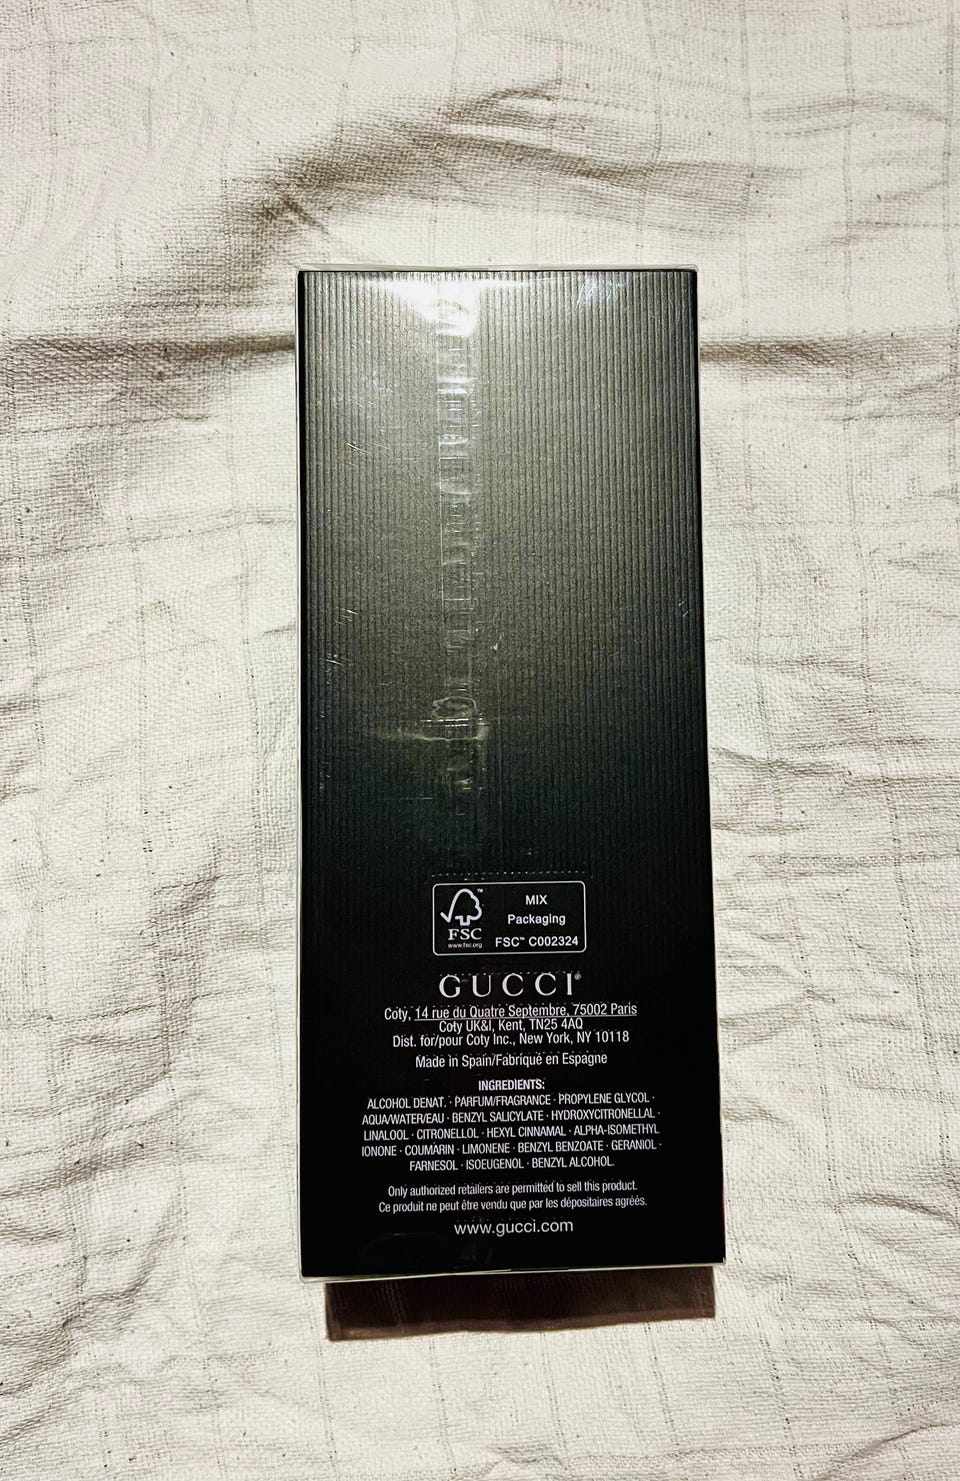 FSC™
www.fsc.org
MIX
Packaging
FSC™ C002324
GUCCI®
Coty, 14 rue du Quatre Septembre, 75002 Paris
Coty UK&I, Kent, TN25 4AQ
Dist. for/pour Coty Inc., New York, NY 10118
Made in Spain/Fabriqué en Espagne
INGREDIENTS:
ALCOHOL DENAT. · PARFUM/FRAGRANCE · PROPYLENE GLYCOL ·
AQUA/WATER/EAU · BENZYL SALICYLATE · HYDROXYCITRONELLAL ·
LINALOOL · CITRONELLOL · HEXYL CINNAMAL · ALPHA-ISOMETHYL
IONONE · COUMARIN · LIMONENE · BENZYL BENZOATE · GERANIOL ·
FARNESOL · ISOEUGENOL · BENZYL ALCOHOL.
Only authorized retailers are permitted to sell this product.
Ce produit ne peut être vendu que par les dépositaires agréés.
www.gucci.com